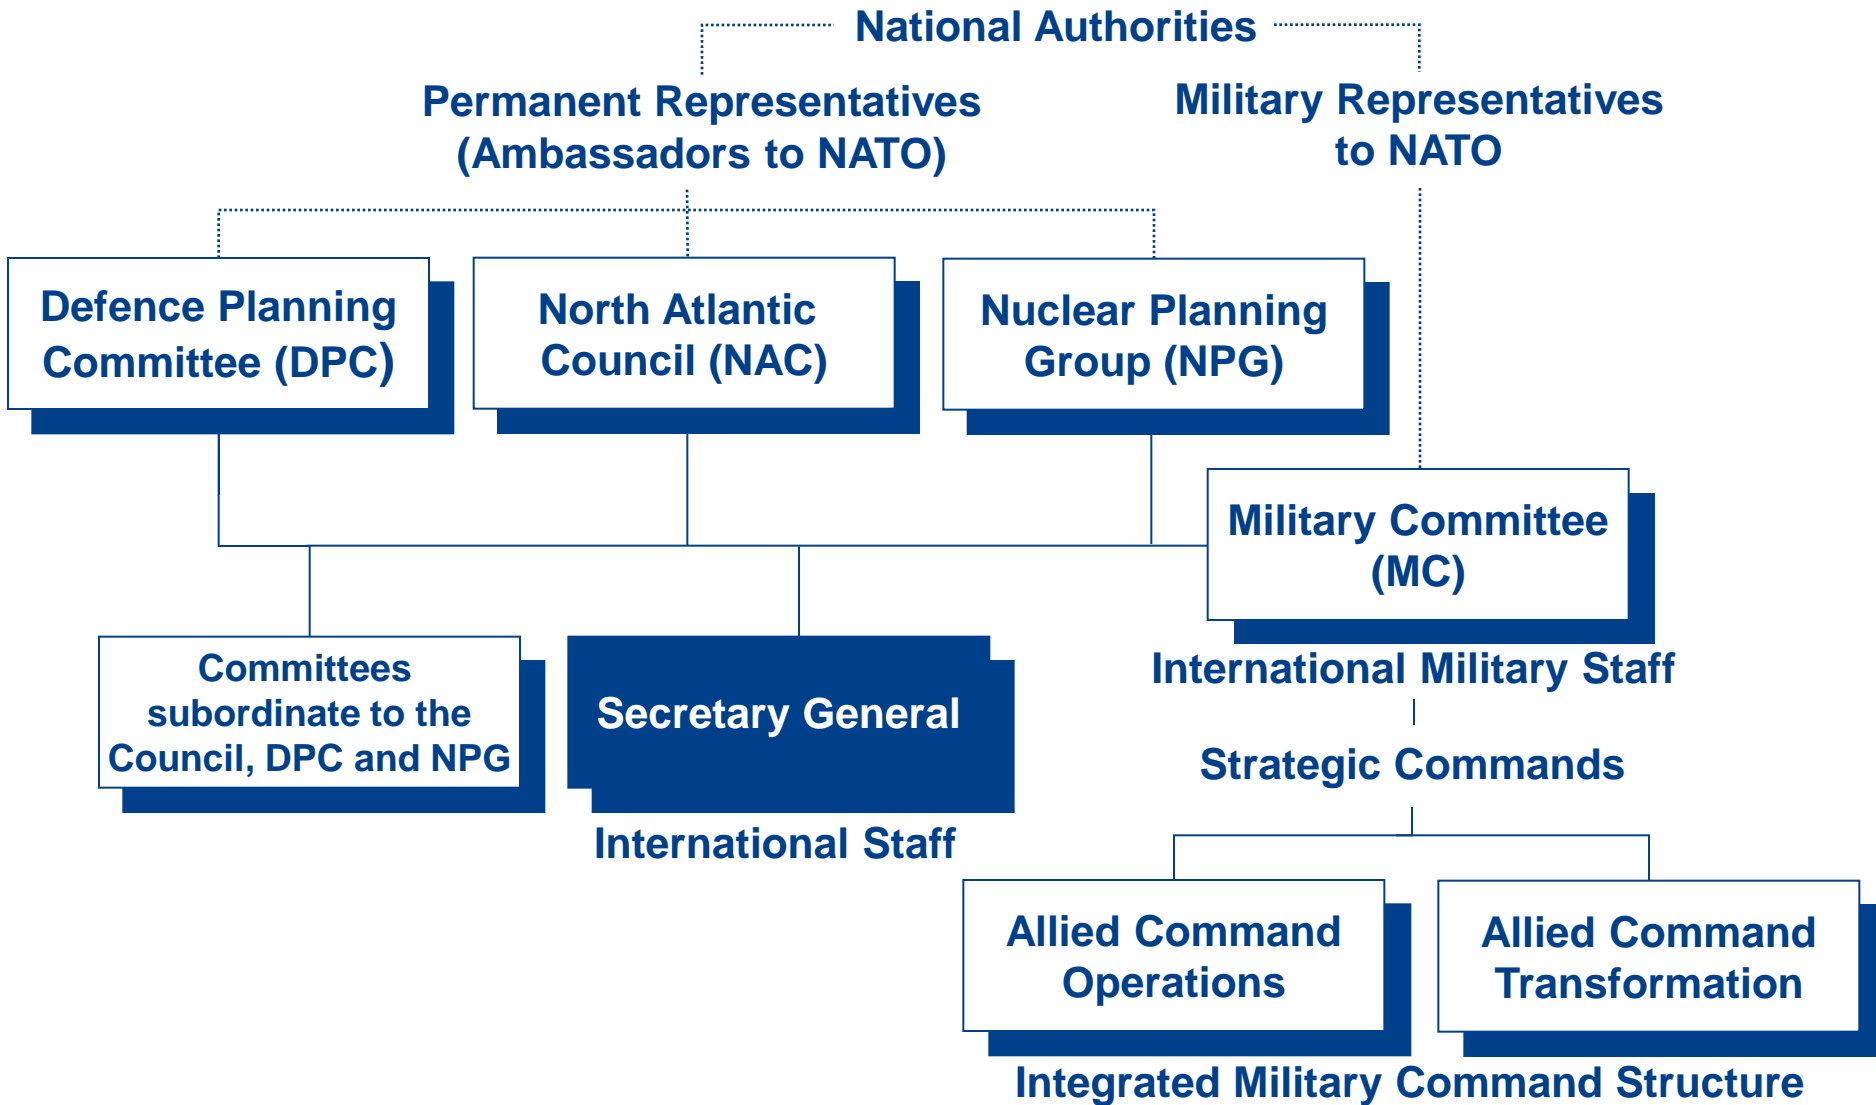 National Authorities
Permanent Representatives
(Ambassadors to NATO)
Military Representatives
to NATO
Defence Planning
Committee (DPC)
North Atlantic
Council (NAC)
Nuclear Planning
Group (NPG)
Military Committee
(MC)
International Military Staff
Committees
subordinate to the
Council, DPC and NPG
Secretary General
International Staff
Strategic Commands
Allied Command
Operations
Allied Command
Transformation
Integrated Military Command Structure